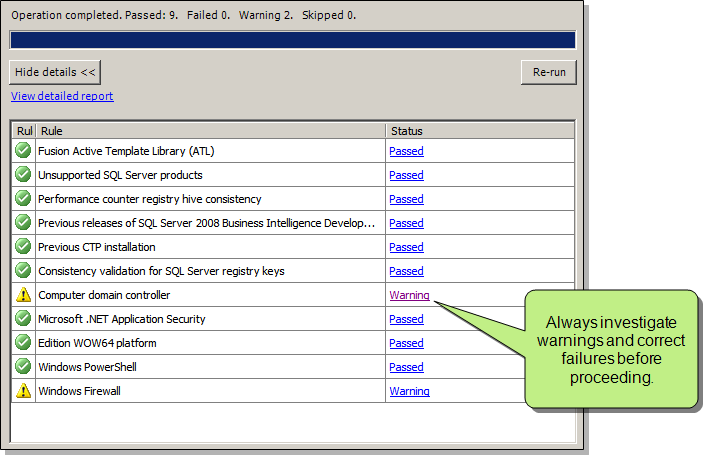 Operation completed. Passed: 9. Failed 0. Warning 2. Skipped 0.
Hide details <<
Re-run
View detailed report
Rul Rule Status
Fusion Active Template Library (ATL) Passed
Unsupported SQL Server products Passed
Performance counter registry hive consistency Passed
Previous releases of SQL Server 2008 Business Intelligence Develop... Passed
Previous CTP installation Passed
Consistency validation for SQL Server registry keys Passed
Computer domain controller Warning
Microsoft .NET Application Security Passed
Edition WOW64 platform Passed
Windows PowerShell Passed
Windows Firewall Warning
Always investigate
warnings and correct
failures before
proceeding.